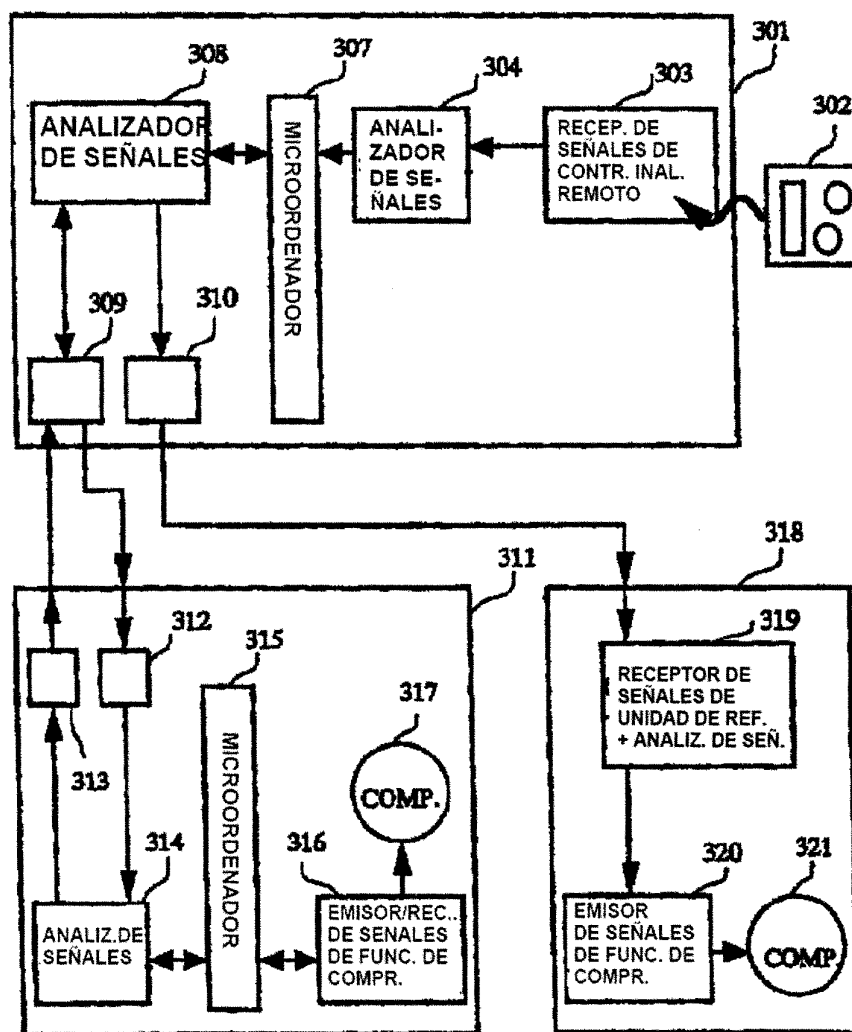 308
307
304
303
301
302
ANALIZADOR
DE SEÑALES
MICROORDENADOR
ANALI-
ZADOR
DE SE-
ÑALES
RECEP. DE
SEÑALES DE
CONTR. INAL.
REMOTO
309
310
311
318
312
313
315
317
319
MICROORDENADOR
COMP.
RECEPTOR DE
SEÑALES DE
UNIDAD DE REF.
+ ANALIZ. DE SEÑ.
314
316
320
321
ANALIZ.DE
SEÑALES
EMISOR/REC..
DE SENALES
DE FUNC. DE
COMPR.
EMISOR
DE SEÑALES
DE FUNC. DE
COMPR.
COMP.